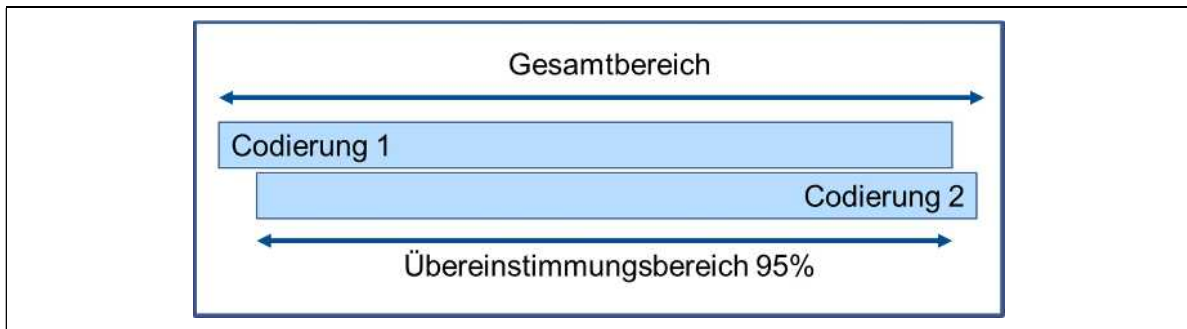 Gesamtbereich
Codierung 1
Codierung 2
Übereinstimmungsbereich 95%